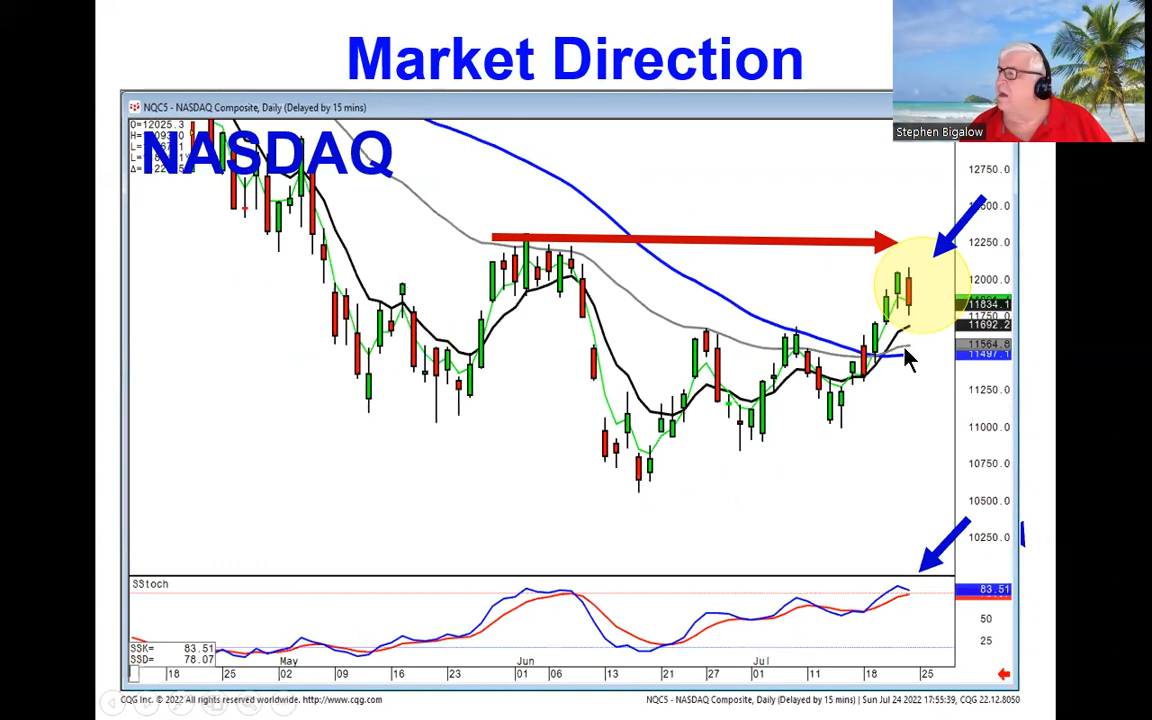 Market Direction
Stephen Bigalow
NQC5 - NASDAQ Composite, Daily (Delayed by 15 mins)
O=12025.3
NASDAQ
12750.0
12250.0
12000.0
11834.1
11750.0
11692.2
11564.8
11497.1
11250.0
11000.0
10750.0
10500.0
10250.0
SStoch
83.51
50
25
SSK= 83.51
SSD= 78.07
May Jun Jul
18 25 02 09 16 23 01 06 13 21 27 01 11 18 25
CQG Inc. © 2022 All rights reserved worldwide. http://www.cqg.com
NQC5 - NASDAQ Composite, Daily (Delayed by 15 mins) | Sun Jul 24 2022 17:55:39, CQG 22.12.8050